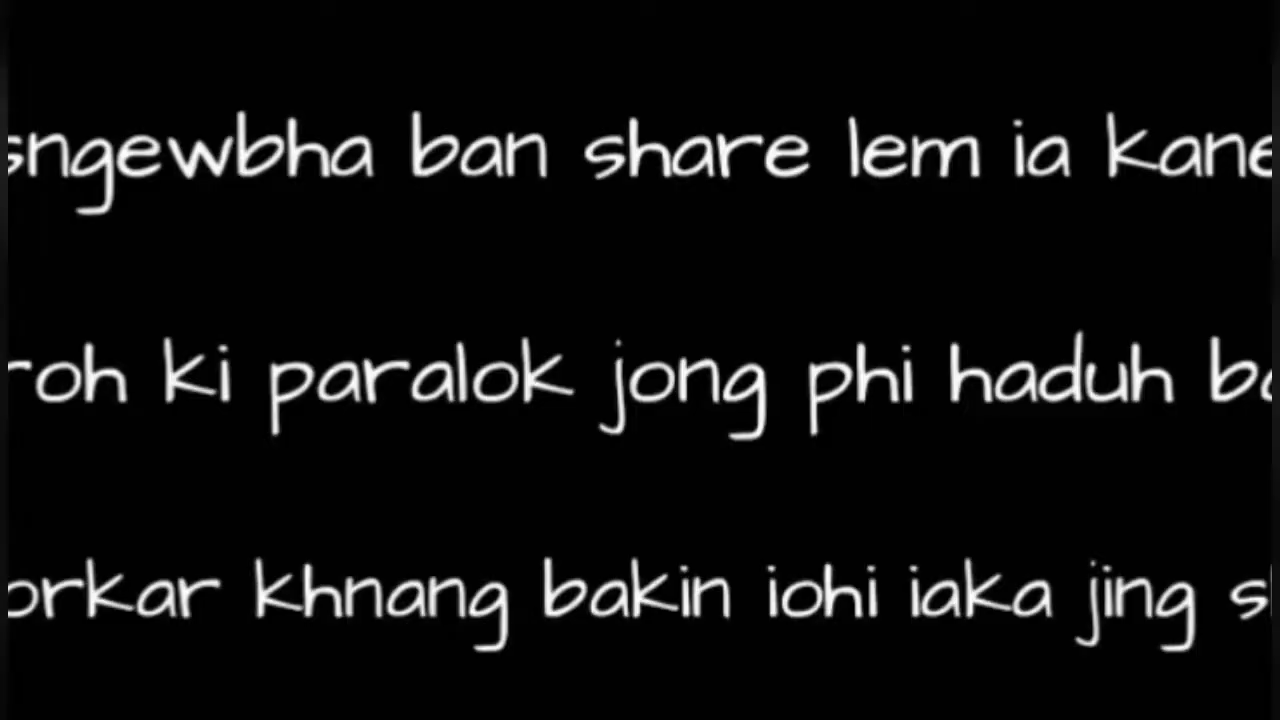 sngewbha ban share lem ia kane
roh ki paralok jong phi haduh
orkar khnang bakin iohi iaka jing